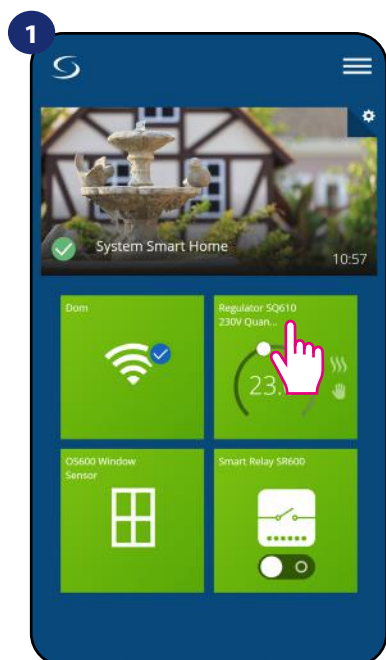 1
System Smart Home
10:57
Dom
Regulator SQ610
230V Quan...
23.
OS600 Window
Sensor
Smart Relay SR600